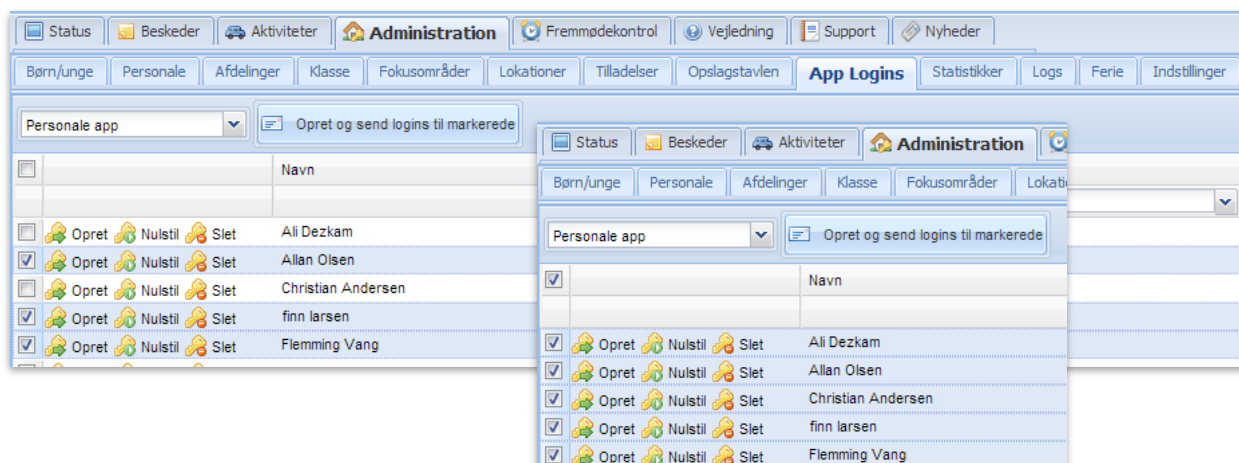 Status Beskeder Aktiviteter Administration Fremmødekontrol Vejledning Support Nyheder
Børn/unge Personale Afdelinger Klasse Fokusområder Lokationer Tilladelser Opslagstavlen App Logins Statistikker Logs Ferie Indstillinger
Personale app Opret og send logins til markerede
Navn
Opret Nulstil Slet Ali Dezkam
Opret Nulstil Slet Allan Olsen
Opret Nulstil Slet Christian Andersen
Opret Nulstil Slet finn larsen
Opret Nulstil Slet Flemming Vang
Status Beskeder Aktiviteter Administration
Børn/unge Personale Afdelinger Klasse Fokusområder Lokati
Personale app Opret og send logins til markerede
Navn
Opret Nulstil Slet Ali Dezkam
Opret Nulstil Slet Allan Olsen
Opret Nulstil Slet Christian Andersen
Opret Nulstil Slet finn larsen
Opret Nulstil Slet Flemming Vang